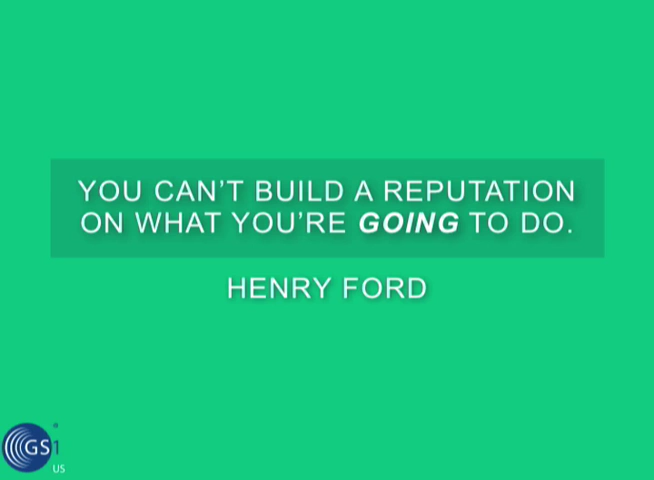 YOU CAN'T BUILD A REPUTATION
ON WHAT YOU'RE GOING TO DO.
HENRY FORD
GS1
®
US